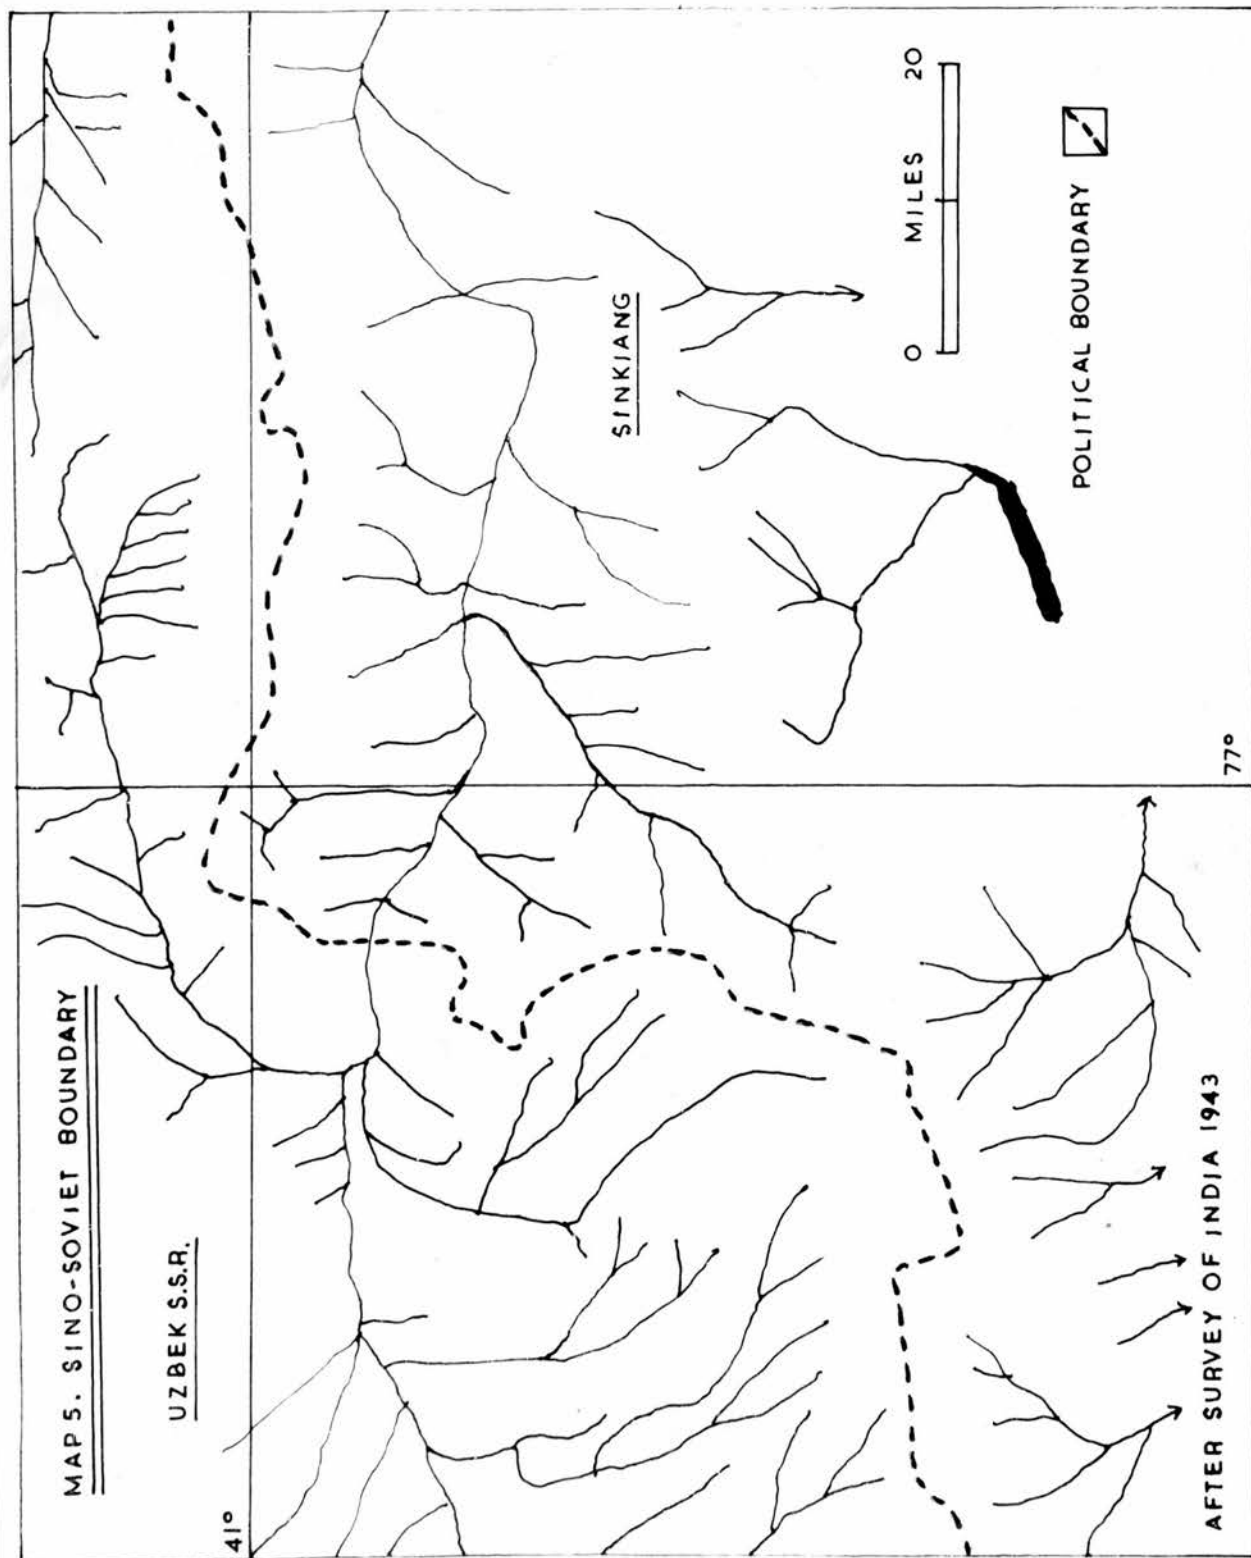 MAP 5. SINO-SOVIET BOUNDARY
UZBEK S.S.R.
41°
SINKIANG
0 MILES 20
POLITICAL BOUNDARY
77°
AFTER SURVEY OF INDIA 1943